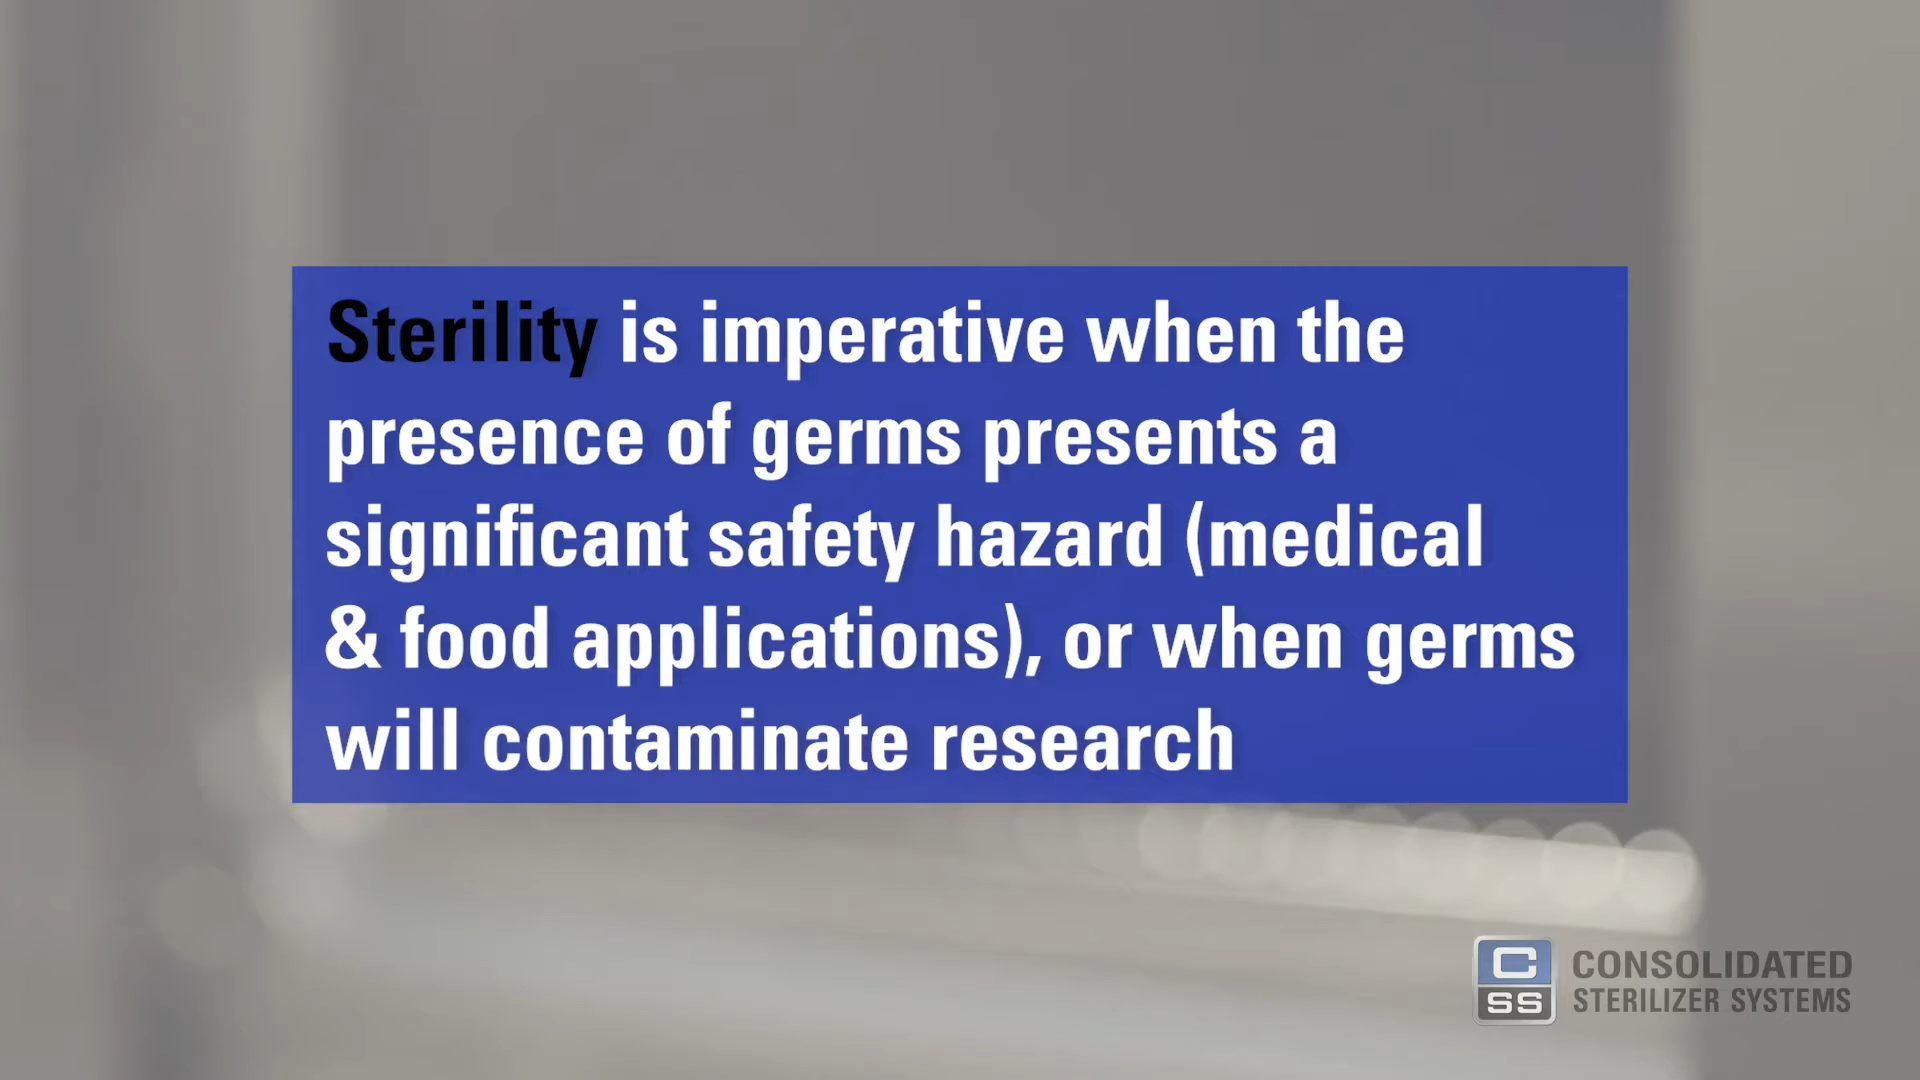 Sterility is imperative when the
presence of germs presents a
significant safety hazard (medical
& food applications), or when germs
will contaminate research
C
SS
CONSOLIDATED
STERILIZER SYSTEMS